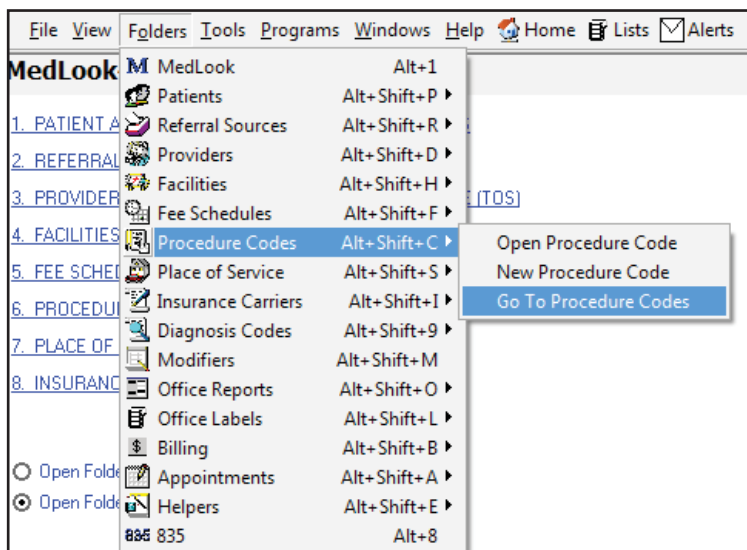 File View Folders Tools Programs Windows Help Home Lists Alerts
MedLook
M MedLook Alt+1
Patients Alt+Shift+P
1. PATIENT A
Referral Sources Alt+Shift+R
2. REFERRAL
Providers Alt+Shift+D
Facilities Alt+Shift+H
3. PROVIDER (TOS)
Fee Schedules Alt+Shift+F
4. FACILITIES
Procedure Codes Alt+Shift+C
Open Procedure Code
5. FEE SCHE
Place of Service Alt+Shift+S
New Procedure Code
Insurance Carriers Alt+Shift+I
Go To Procedure Codes
6. PROCEDU
Diagnosis Codes Alt+Shift+9
7. PLACE OF
Modifiers Alt+Shift+M
8. INSURANC
Office Reports Alt+Shift+O
Office Labels Alt+Shift+L
$ Billing Alt+Shift+B
Open Folde
Appointments Alt+Shift+A
Open Folde
Helpers Alt+Shift+E
835 835 Alt+8